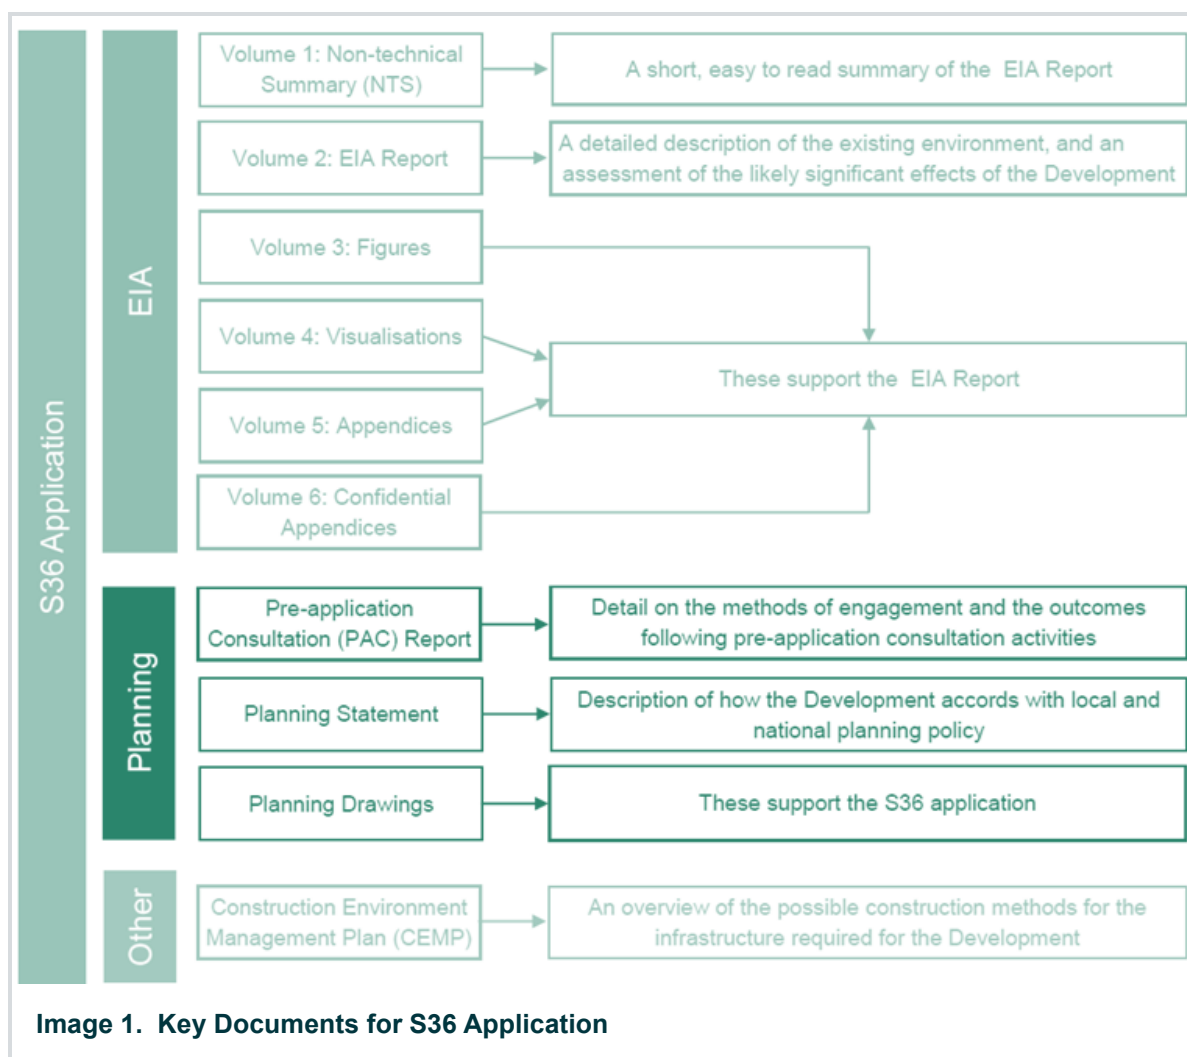 S36 Application
EIA
Volume 1: Non-technical
Summary (NTS)
A short, easy to read summary of the EIA Report
Volume 2: EIA Report
A detailed description of the existing environment, and an
assessment of the likely significant effects of the Development
Volume 3: Figures
Volume 4: Visualisations
These support the EIA Report
Volume 5: Appendices
Volume 6: Confidential
Appendices
Planning
Pre-application
Consultation (PAC) Report
Detail on the methods of engagement and the outcomes
following pre-application consultation activities
Planning Statement
Description of how the Development accords with local and
national planning policy
Planning Drawings
These support the S36 application
Other
Construction Environment
Management Plan (CEMP)
An overview of the possible construction methods for the
infrastructure required for the Development
Image 1. Key Documents for S36 Application